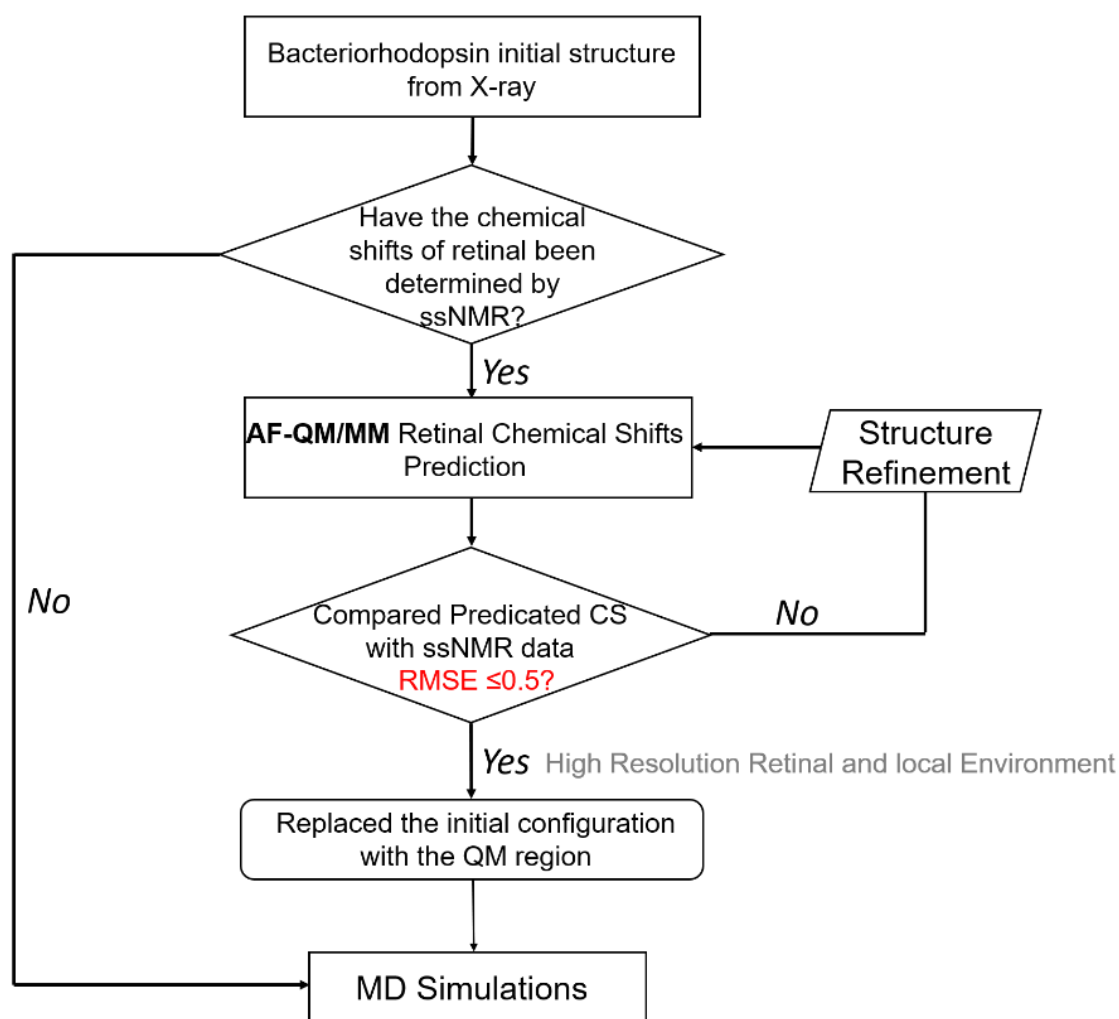 Bacteriorhodopsin initial structure
from X-ray
Have the chemical
shifts of retinal been
determined by
ssNMR?
Yes
AF-QM/MM Retinal Chemical Shifts
Prediction
Structure
Refinement
No
Compared Predicated CS
with ssNMR data
RMSE ≤0.5?
No
Yes High Resolution Retinal and local Environment
Replaced the initial configuration
with the QM region
MD Simulations